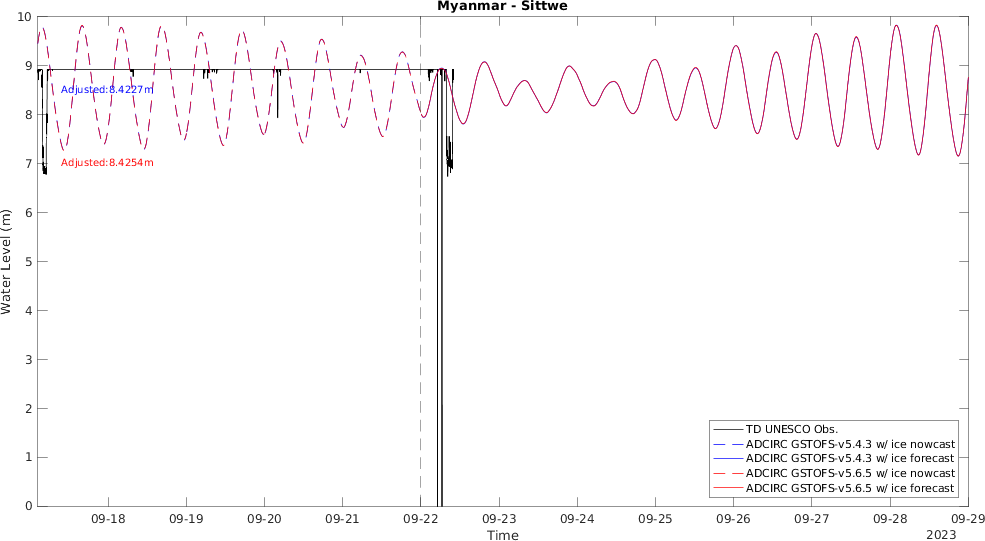 Myanmar - Sittwe
Water Level (m)
10
9
8
7
6
5
4
3
2
1
0
Adjusted:8.4227m
Adjusted:8.4254m
TD UNESCO Obs.
ADCIRC GSTOFS-v5.4.3 w/ ice nowcast
ADCIRC GSTOFS-v5.4.3 w/ ice forecast
ADCIRC GSTOFS-v5.6.5 w/ ice nowcast
ADCIRC GSTOFS-v5.6.5 w/ ice forecast
09-18 09-19 09-20 09-21 09-22 09-23 09-24 09-25 09-26 09-27 09-28 09-29
Time
2023